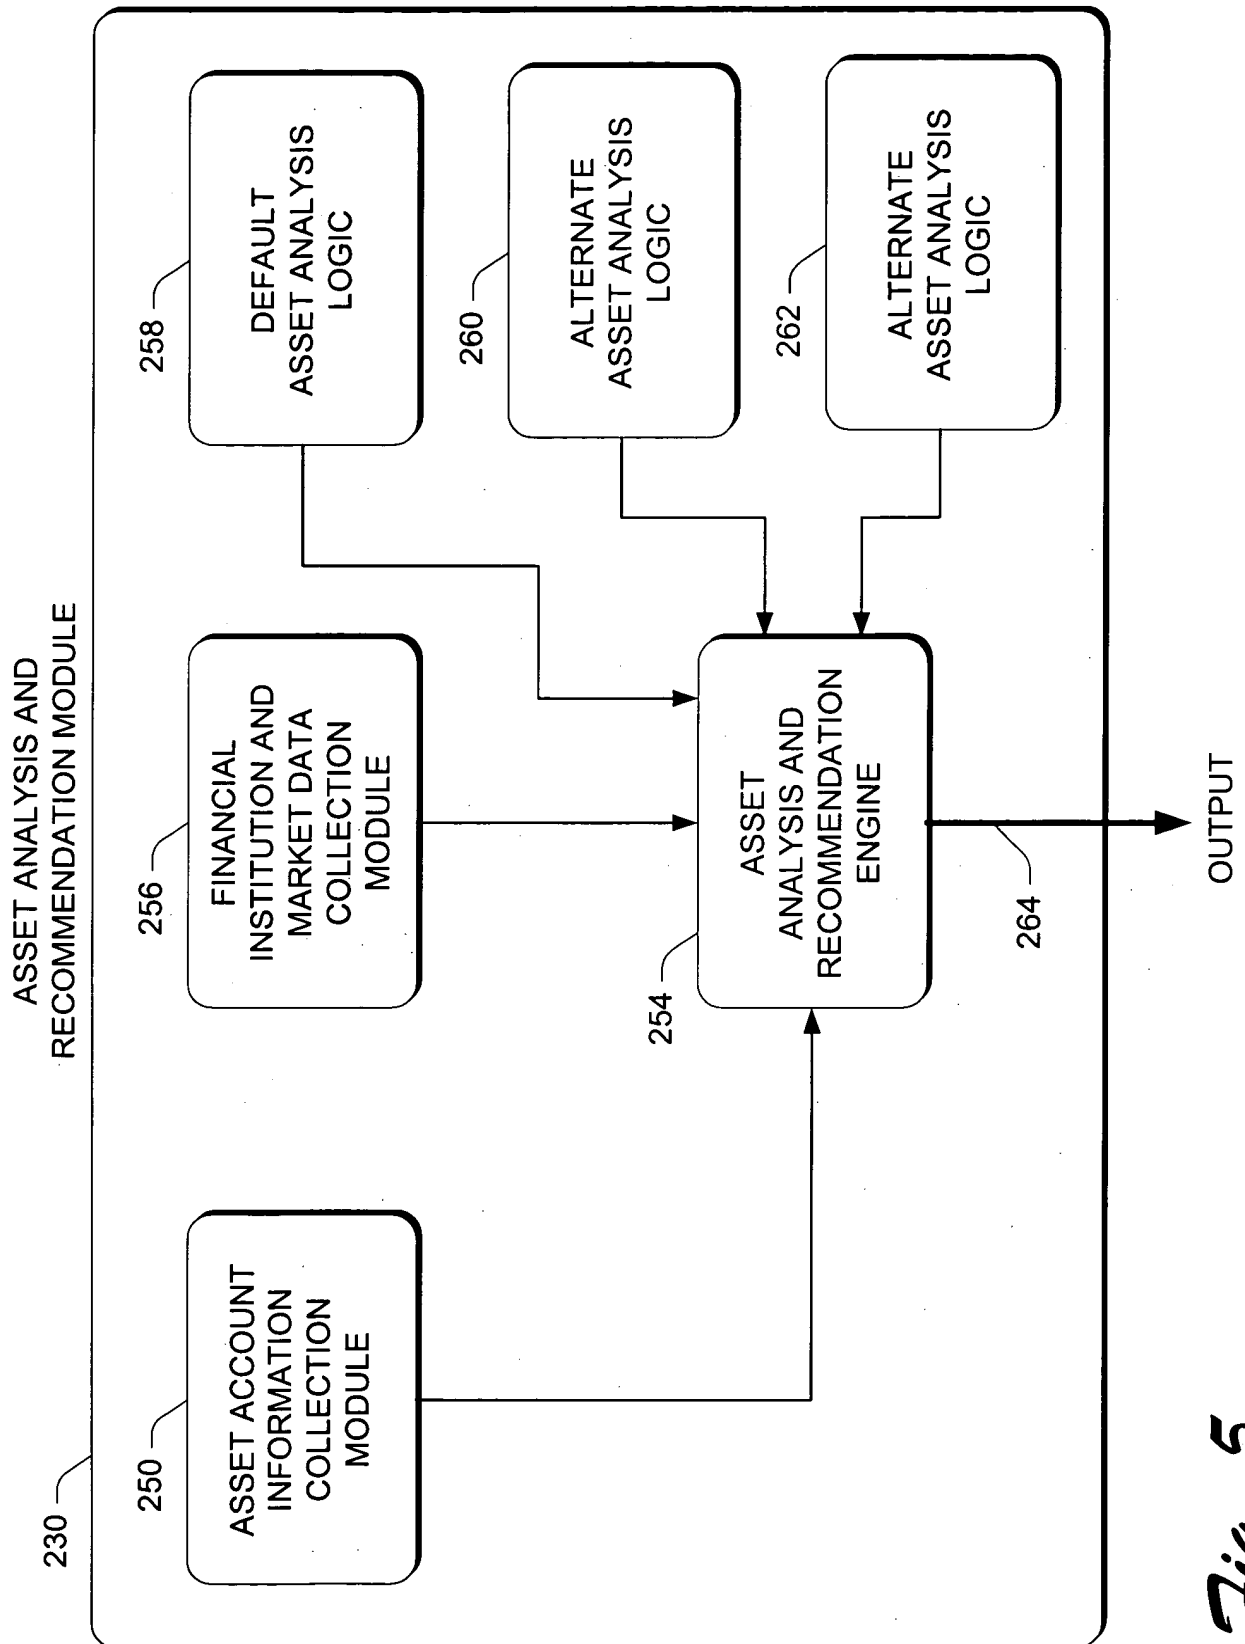 ASSET ANALYSIS AND
RECOMMENDATION MODULE
230
250
ASSET ACCOUNT
INFORMATION
COLLECTION
MODULE
256
FINANCIAL
INSTITUTION AND
MARKET DATA
COLLECTION
MODULE
258
DEFAULT
ASSET ANALYSIS
LOGIC
260
ALTERNATE
ASSET ANALYSIS
LOGIC
262
ALTERNATE
ASSET ANALYSIS
LOGIC
254
ASSET
ANALYSIS AND
RECOMMENDATION
ENGINE
264
OUTPUT
Fig. 5